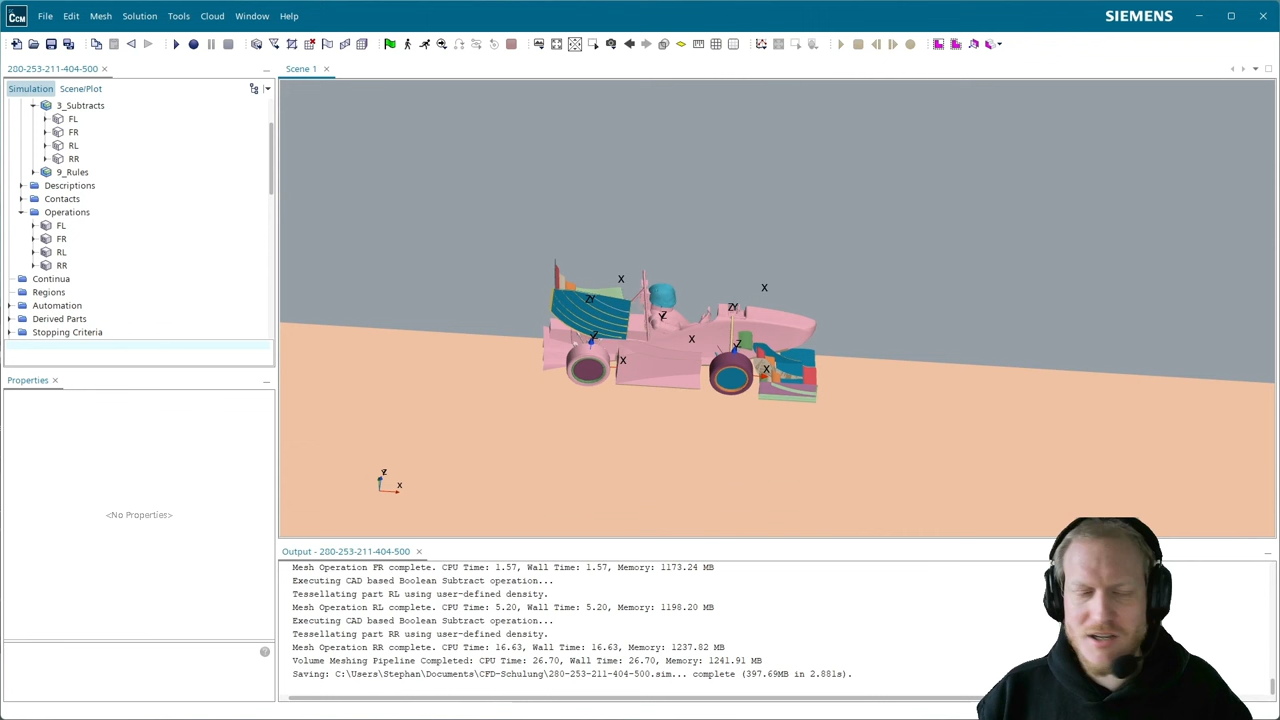 CCM File Edit Mesh Solution Tools Cloud Window Help SIEMENS
280-253-211-404-500 Scene 1
Simulation Scene/Plot
3_Subtracts
FL
FR
RL
RR
9_Rules
Descriptions
Contacts
Operations
FL
FR
RL
RR
Continua
Regions
Automation
Derived Parts
Stopping Criteria
Properties
<No Properties>
X
X
ZY
ZY
Z
X
Z
Z
X
X
Z
X
Output - 280-253-211-404-500
Mesh Operation FR complete. CPU Time: 1.57, Wall Time: 1.57, Memory: 1173.24 MB
Executing CAD based Boolean Subtract operation...
Tessellating part RL using user-defined density.
Mesh Operation RL complete. CPU Time: 5.20, Wall Time: 5.20, Memory: 1198.20 MB
Executing CAD based Boolean Subtract operation...
Tessellating part RR using user-defined density.
Mesh Operation RR complete. CPU Time: 16.63, Wall Time: 16.63, Memory: 1237.82 MB
Volume Meshing Pipeline Completed: CPU Time: 26.70, Wall Time: 26.70, Memory: 1241.91 MB
Saving: C:\Users\Stephan\Documents\CFD-Schulung\280-253-211-404-500.sim... complete (397.69MB in 2.881s).